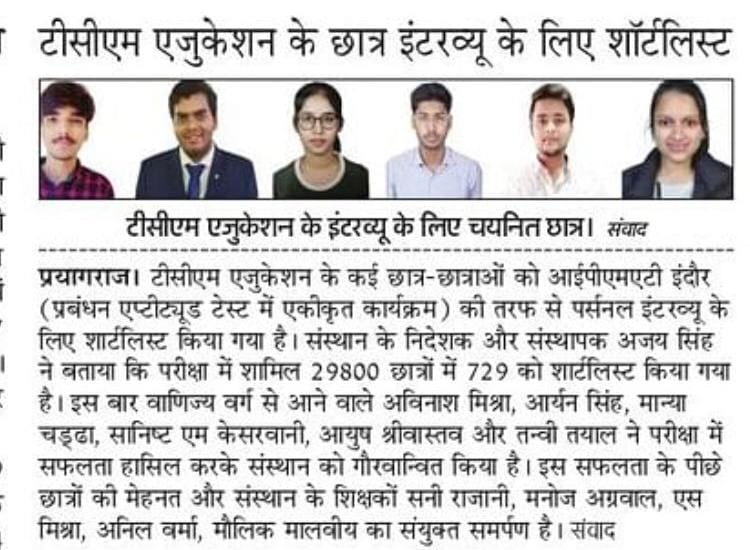 टीसीएम एजुकेशन के छात्र इंटरव्यू के लिए शॉर्टलिस्ट
टीसीएम एजुकेशन के इंटरव्यू के लिए चयनित छात्र। संवाद
प्रयागराज। टीसीएम एजुकेशन के कई छात्र-छात्राओं को आईपीएमएटी इंदौर
(प्रबंधन एप्टीट्यूड टेस्ट में एकीकृत कार्यक्रम) की तरफ से पर्सनल इंटरव्यू के
लिए शार्टलिस्ट किया गया है। संस्थान के निदेशक और संस्थापक अजय सिंह
ने बताया कि परीक्षा में शामिल 29800 छात्रों में 729 को शार्टलिस्ट किया गया
है। इस बार वाणिज्य वर्ग से आने वाले अविनाश मिश्रा, आर्यन सिंह, मान्या
चड्ढा, सानिष्ट एम केसरवानी, आयुष श्रीवास्तव और तन्वी तयाल ने परीक्षा में
सफलता हासिल करके संस्थान को गौरवान्वित किया है। इस सफलता के पीछे
छात्रों की मेहनत और संस्थान के शिक्षकों सनी राजानी, मनोज अग्रवाल, एस
मिश्रा, अनिल वर्मा, मौलिक मालवीय का संयुक्त समर्पण है। संवाद